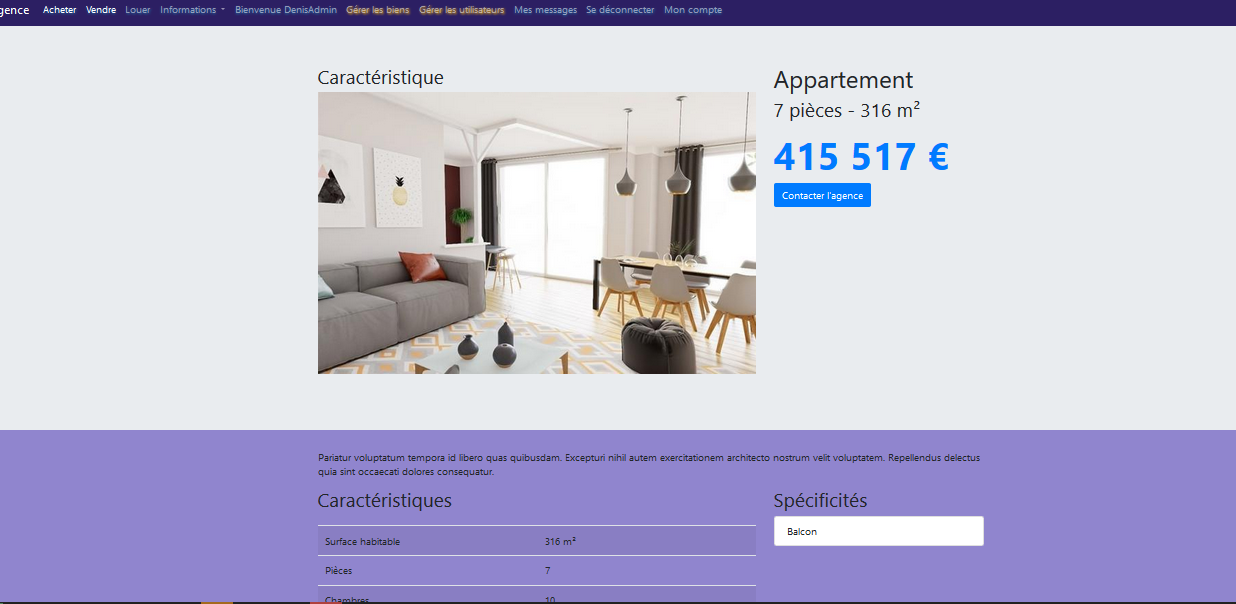 gence Acheter Vendre Louer Informations Bienvenue DenisAdmin Gérer les biens Gérer les utilisateurs Mes messages Se déconnecter Mon compte
Caractéristique
Appartement
7 pièces - 316 m²
415 517 €
Contacter l'agence
Pariatur voluptatum tempora id libero quas quibusdam. Excepturi nihil autem exercitationem architecto nostrum velit voluptatem. Repellendus delectus
quia sint occaecati dolores consequatur.
Caractéristiques
Spécificités
Surface habitable 316 m²
Balcon
Pièces 7
Chambres 10